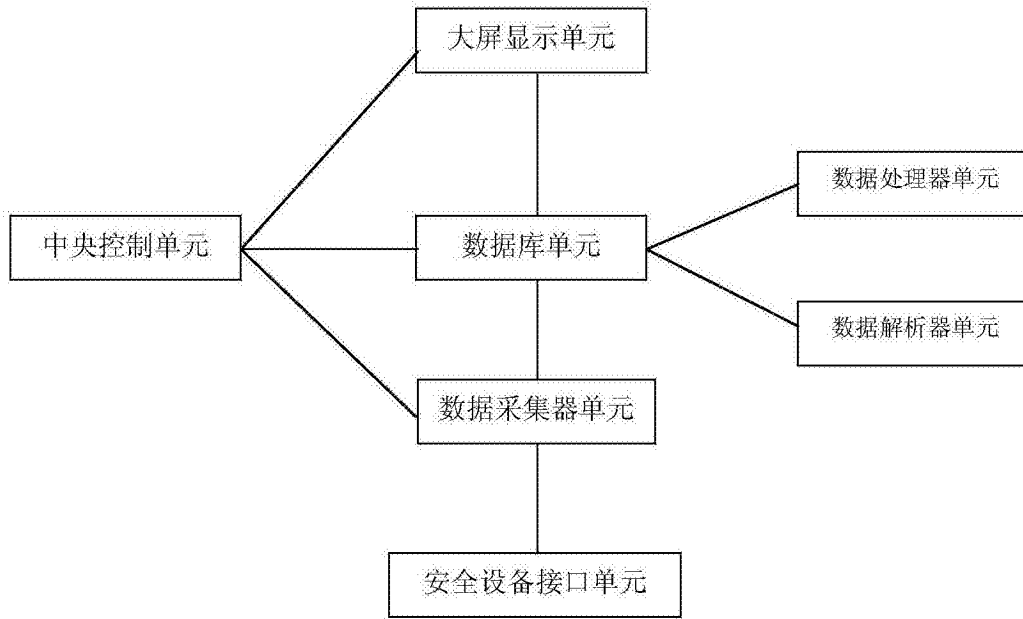 大屏显示单元
数据处理器单元
中央控制单元
数据库单元
数据解析器单元
数据采集器单元
安全设备接口单元